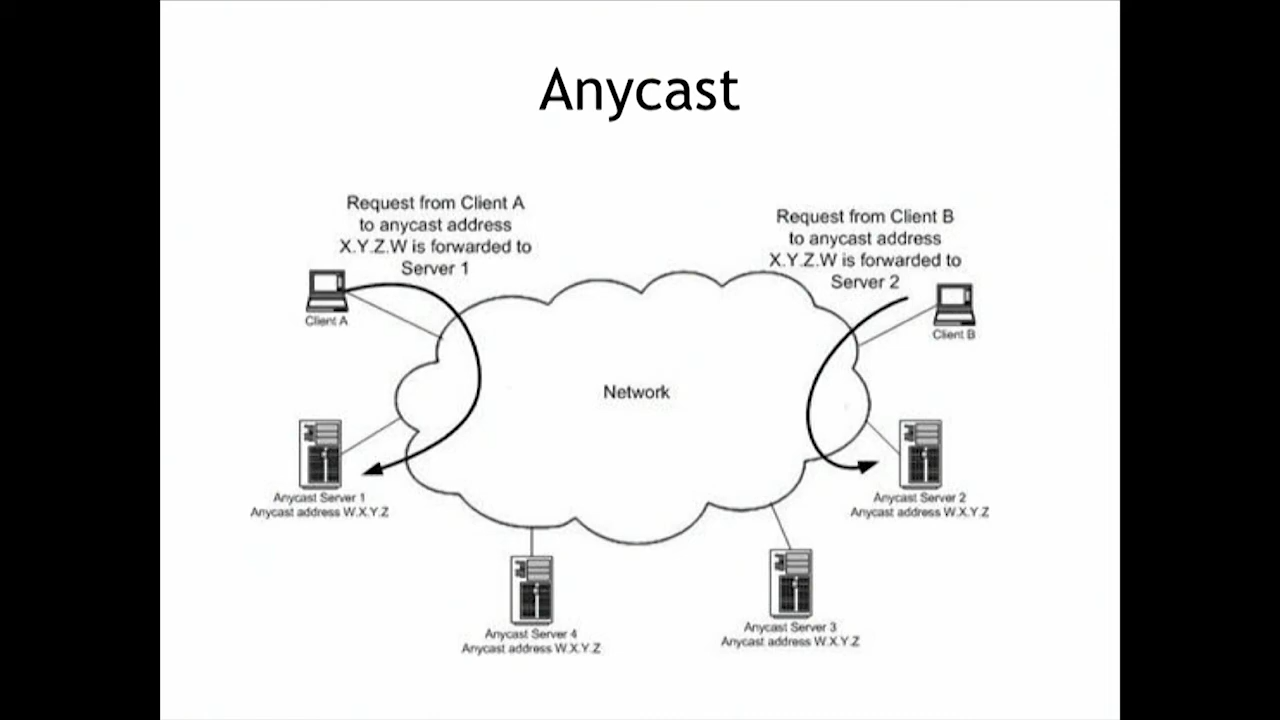 Anycast
Request from Client A
to anycast address
X.Y.Z.W is forwarded to
Server 1
Request from Client B
to anycast address
X.Y.Z.W is forwarded to
Server 2
Client A
Client B
Network
Anycast Server 1
Anycast address W.X.Y.Z
Anycast Server 2
Anycast address W.X.Y.Z
Anycast Server 4
Anycast address W.X.Y.Z
Anycast Server 3
Anycast address W.X.Y.Z